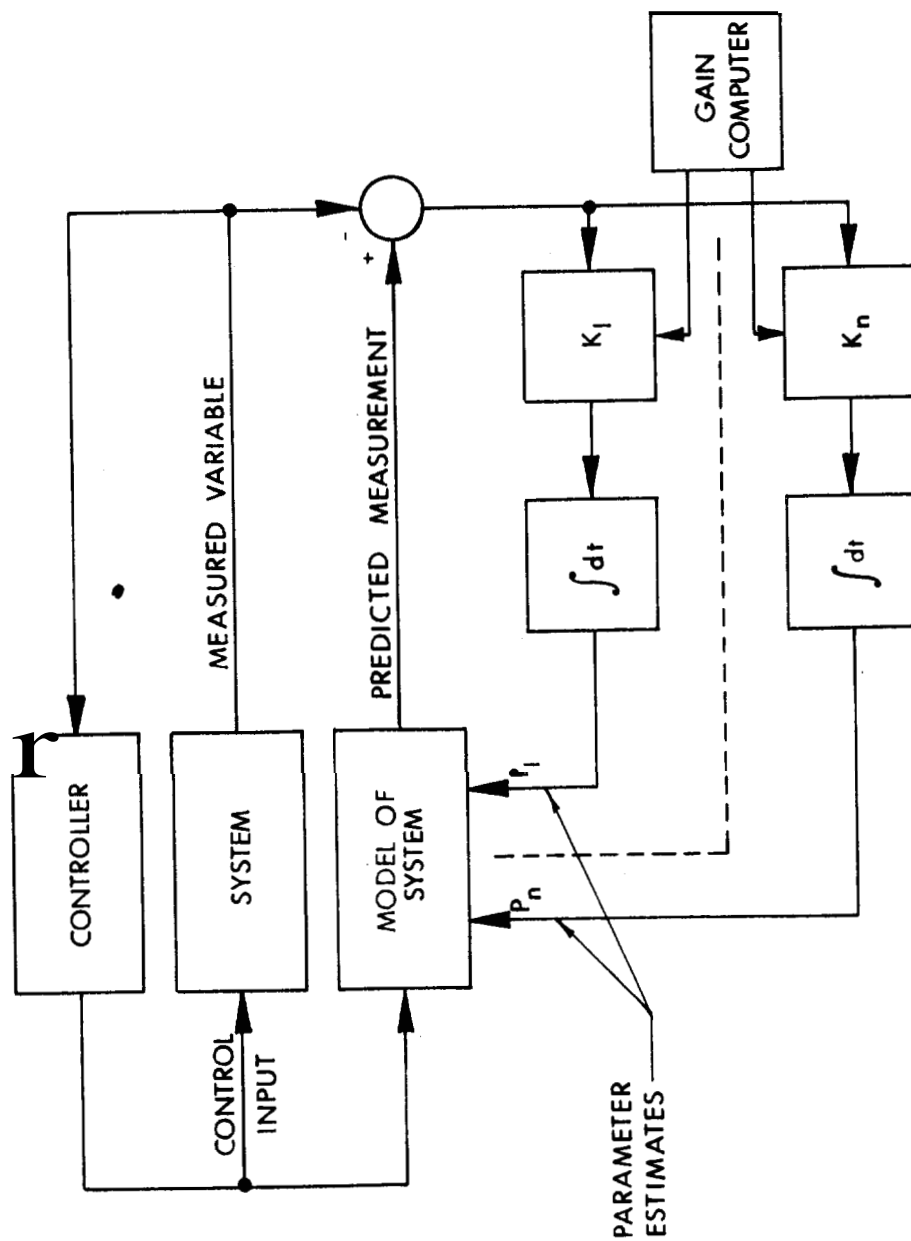 r
CONTROLLER
SYSTEM
MODEL OF
SYSTEM
CONTROL
INPUT
MEASURED VARIABLE
PREDICTED MEASUREMENT
-
+
GAIN
COMPUTER
K₁
Kₙ
∫dt
∫dt
P₁
Pₙ
PARAMETER
ESTIMATES